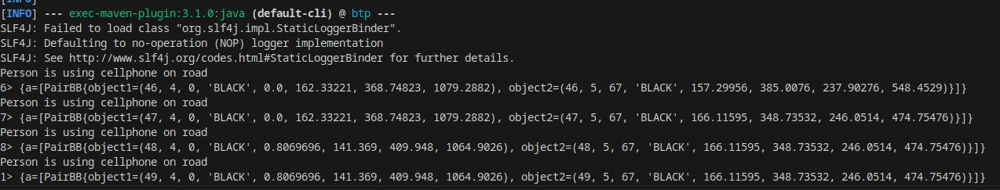 [INFO]
[INFO] --- exec-maven-plugin:3.1.0:java (default-cli) @ btp ---
SLF4J: Failed to load class "org.slf4j.impl.StaticLoggerBinder".
SLF4J: Defaulting to no-operation (NOP) logger implementation
SLF4J: See http://www.slf4j.org/codes.html#StaticLoggerBinder for further details.
Person is using cellphone on road
6> {a=[PairBB{object1=(46, 4, 0, 'BLACK', 0.0, 162.33221, 368.74823, 1079.2882), object2=(46, 5, 67, 'BLACK', 157.29956, 385.0076, 237.90276, 548.4529)}]}
Person is using cellphone on road
7> {a=[PairBB{object1=(47, 4, 0, 'BLACK', 0.0, 162.33221, 368.74823, 1079.2882), object2=(47, 5, 67, 'BLACK', 166.11595, 348.73532, 246.0514, 474.75476)}]}
Person is using cellphone on road
8> {a=[PairBB{object1=(48, 4, 0, 'BLACK', 0.8069696, 141.369, 409.948, 1064.9026), object2=(48, 5, 67, 'BLACK', 166.11595, 348.73532, 246.0514, 474.75476)}]}
Person is using cellphone on road
1> {a=[PairBB{object1=(49, 4, 0, 'BLACK', 0.8069696, 141.369, 409.948, 1064.9026), object2=(49, 5, 67, 'BLACK', 166.11595, 348.73532, 246.0514, 474.75476)}]}